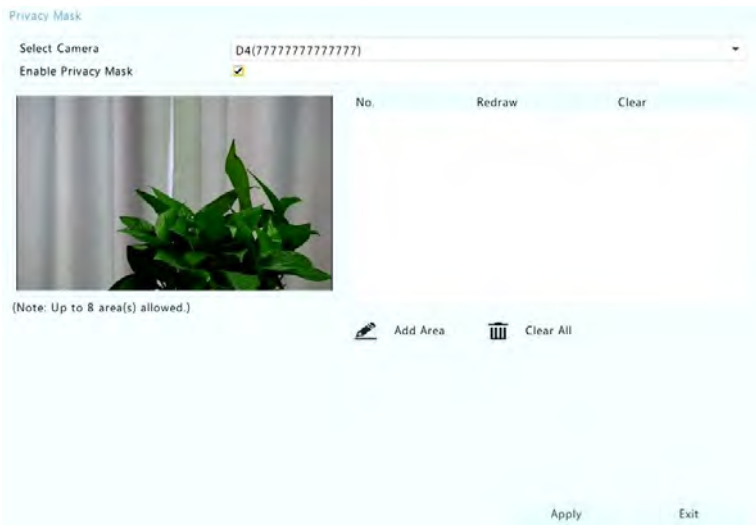 Privacy Mask
Select Camera D4(77777777777777)
Enable Privacy Mask
No. Redraw Clear
(Note: Up to 8 area(s) allowed.)
Add Area Clear All
Apply Exit